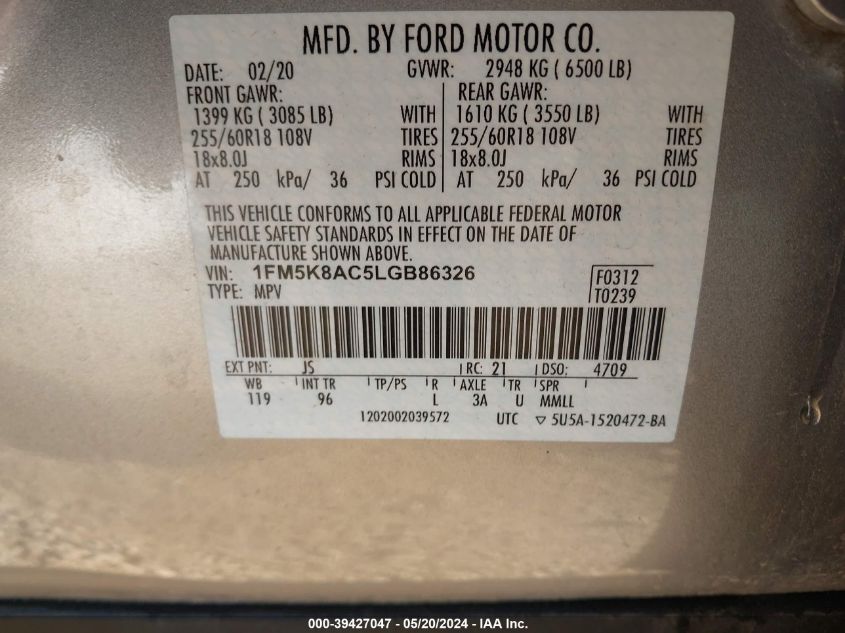 MFD. BY FORD MOTOR CO.
DATE: 02/20 GVWR: 2948 KG ( 6500 LB)
FRONT GAWR: REAR GAWR:
1399 KG ( 3085 LB) WITH 1610 KG ( 3550 LB) WITH
255/60R18 108V TIRES 255/60R18 108V TIRES
18x8.0J RIMS 18x8.0J RIMS
AT 250 kPa/ 36 PSI COLD AT 250 kPa/ 36 PSI COLD
THIS VEHICLE CONFORMS TO ALL APPLICABLE FEDERAL MOTOR
VEHICLE SAFETY STANDARDS IN EFFECT ON THE DATE OF
MANUFACTURE SHOWN ABOVE.
VIN: 1FM5K8AC5LGB86326 F0312
TYPE: MPV T0239
EXT PNT: JS RC: 21 DSO: 4709
WB INT TR TP/PS R AXLE TR SPR
119 96 L 3A U MMLL
1202002039572 UTC ▽ 5U5A-1520472-BA
000-39427047 — 05/20/2024 — IAA Inc.